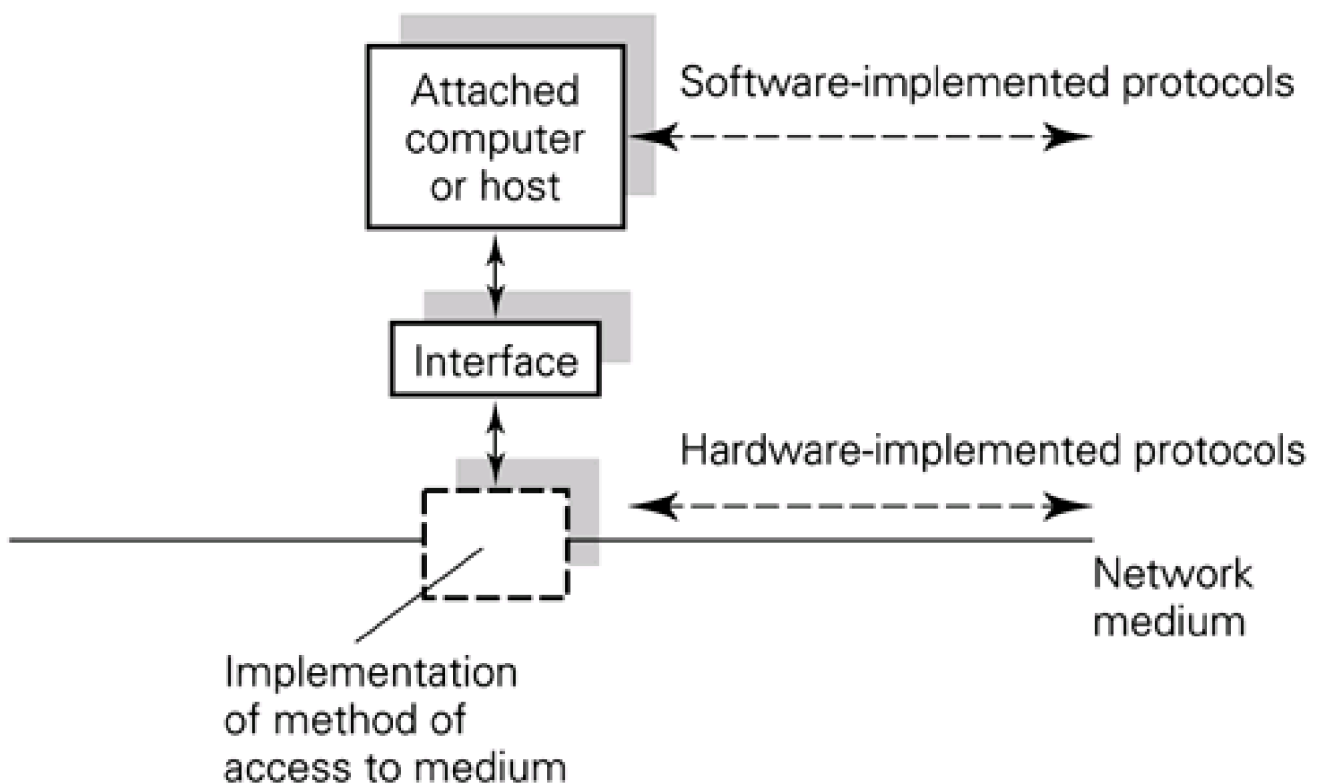 Attached
computer
or host
Software-implemented protocols
Interface
Hardware-implemented protocols
Network
medium
Implementation
of method of
access to medium